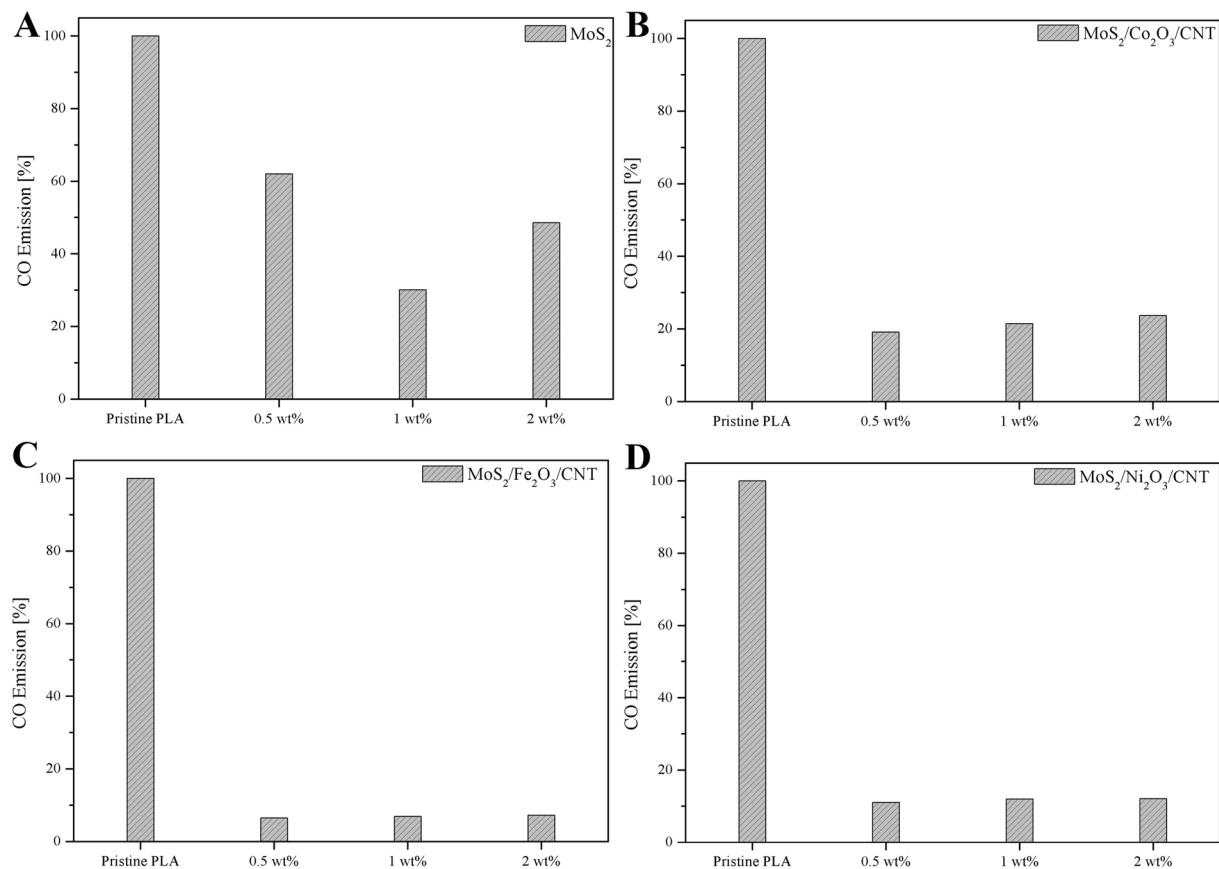 A
MoS₂
CO Emission [%]
100
80
60
40
20
0
Pristine PLA 0.5 wt% 1 wt% 2 wt%
B
MoS₂/Co₂O₃/CNT
CO Emission [%]
100
80
60
40
20
0
Pristine PLA 0.5 wt% 1 wt% 2 wt%
C
MoS₂/Fe₂O₃/CNT
CO Emission [%]
100
80
60
40
20
0
Pristine PLA 0.5 wt% 1 wt% 2 wt%
D
MoS₂/Ni₂O₃/CNT
CO Emission [%]
100
80
60
40
20
0
Pristine PLA 0.5 wt% 1 wt% 2 wt%